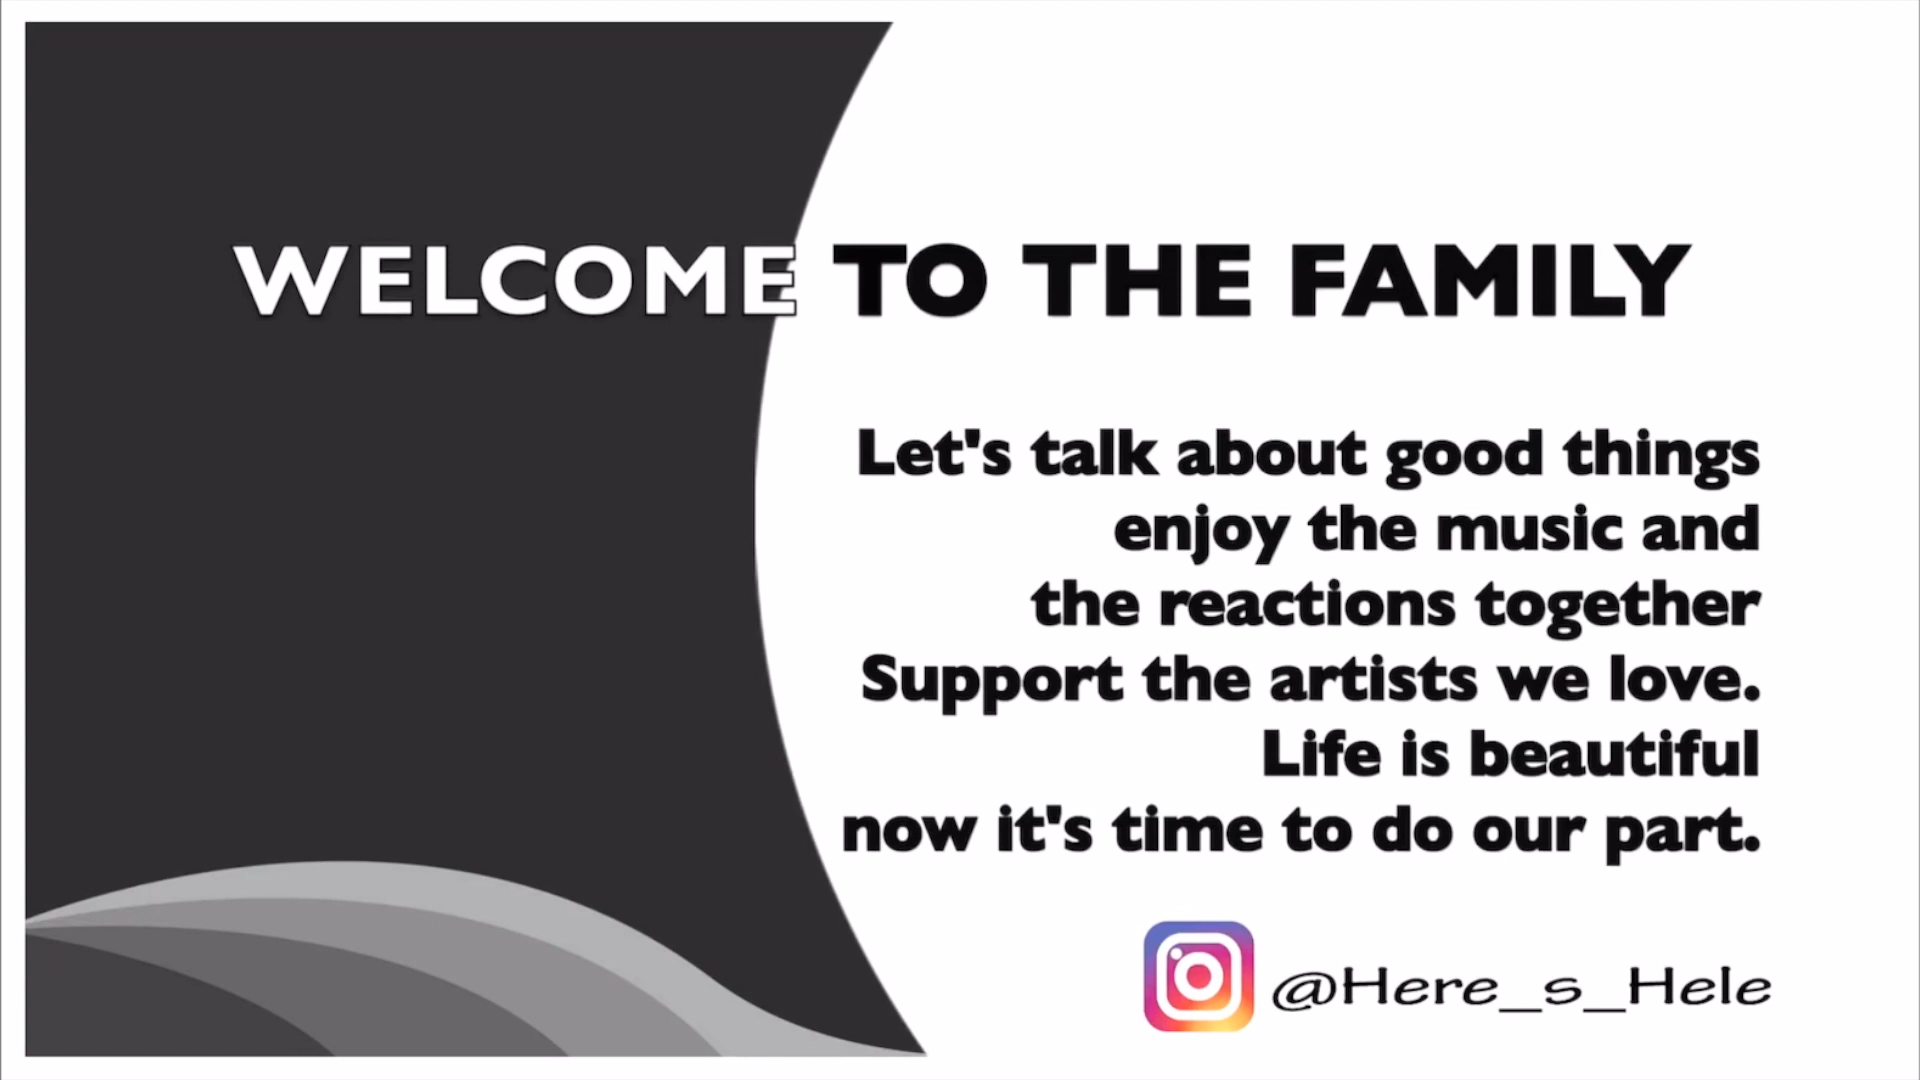 WELCOME TO THE FAMILY
Let's talk about good things
enjoy the music and
the reactions together
Support the artists we love.
Life is beautiful
now it's time to do our part.
@Here_s_Hele